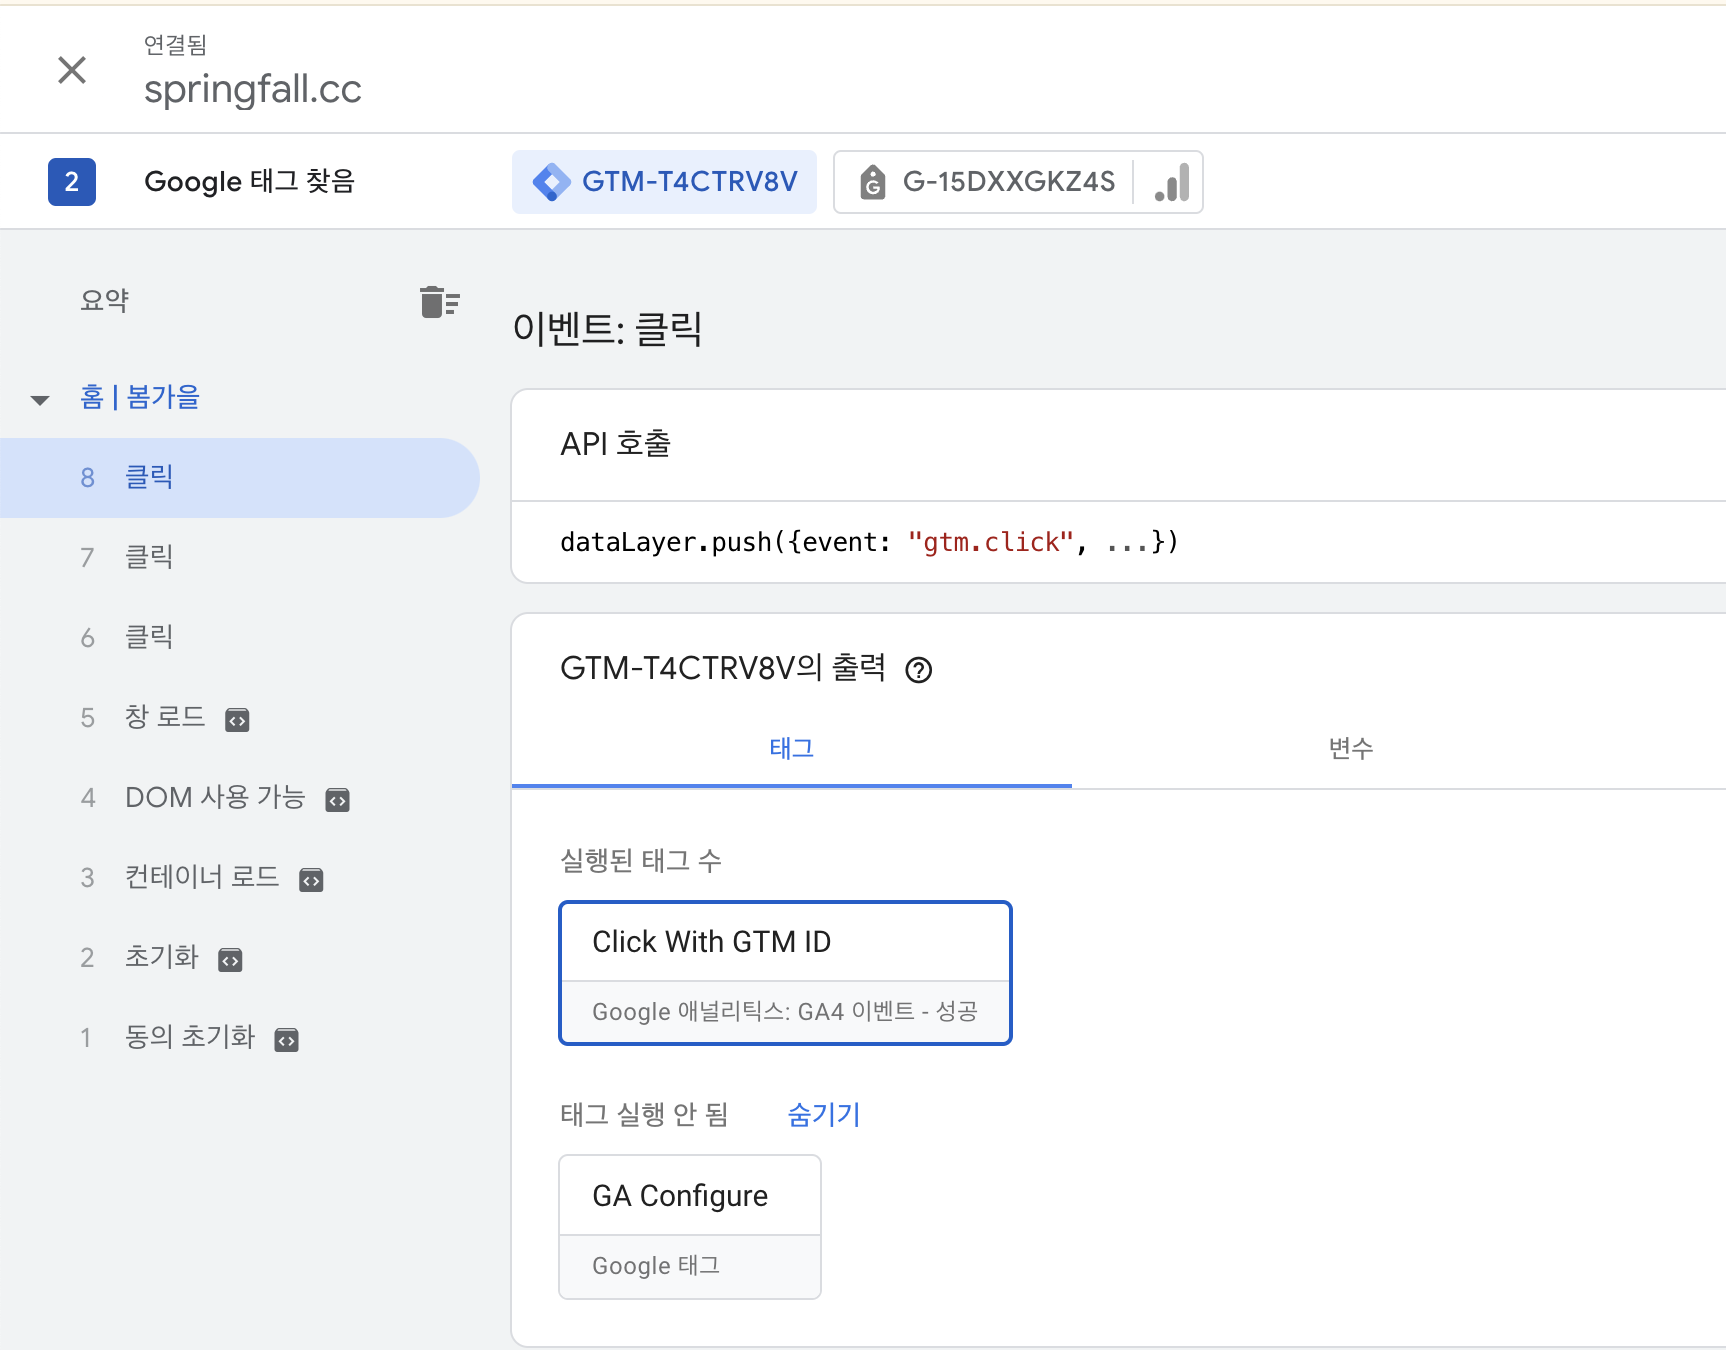 연결됨
springfall.cc
2 Google 태그 찾음 GTM-T4CTRV8V G-15DXXGKZ4S
요약
홈 | 봄가을
8 클릭
7 클릭
6 클릭
5 창 로드
4 DOM 사용 가능
3 컨테이너 로드
2 초기화
1 동의 초기화
이벤트: 클릭
API 호출
dataLayer.push({event: "gtm.click", ...})
GTM-T4CTRV8V의 출력
태그 변수
실행된 태그 수
Click With GTM ID
Google 애널리틱스: GA4 이벤트 - 성공
태그 실행 안 됨 숨기기
GA Configure
Google 태그